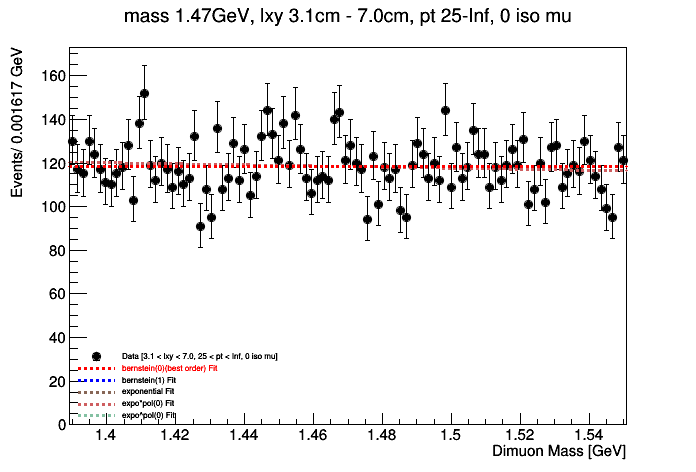 mass 1.47GeV, lxy 3.1cm - 7.0cm, pt 25-Inf, 0 iso mu
Events/ 0.001617 GeV
160
140
120
100
80
60
40
20
0
Data [3.1 < lxy < 7.0, 25 < pt < Inf, 0 iso mu]
bernstein(0)(best order) Fit
bernstein(1) Fit
exponential Fit
expo*pol(0) Fit
expo^pol(0) Fit
1.4 1.42 1.44 1.46 1.48 1.5 1.52 1.54
Dimuon Mass [GeV]